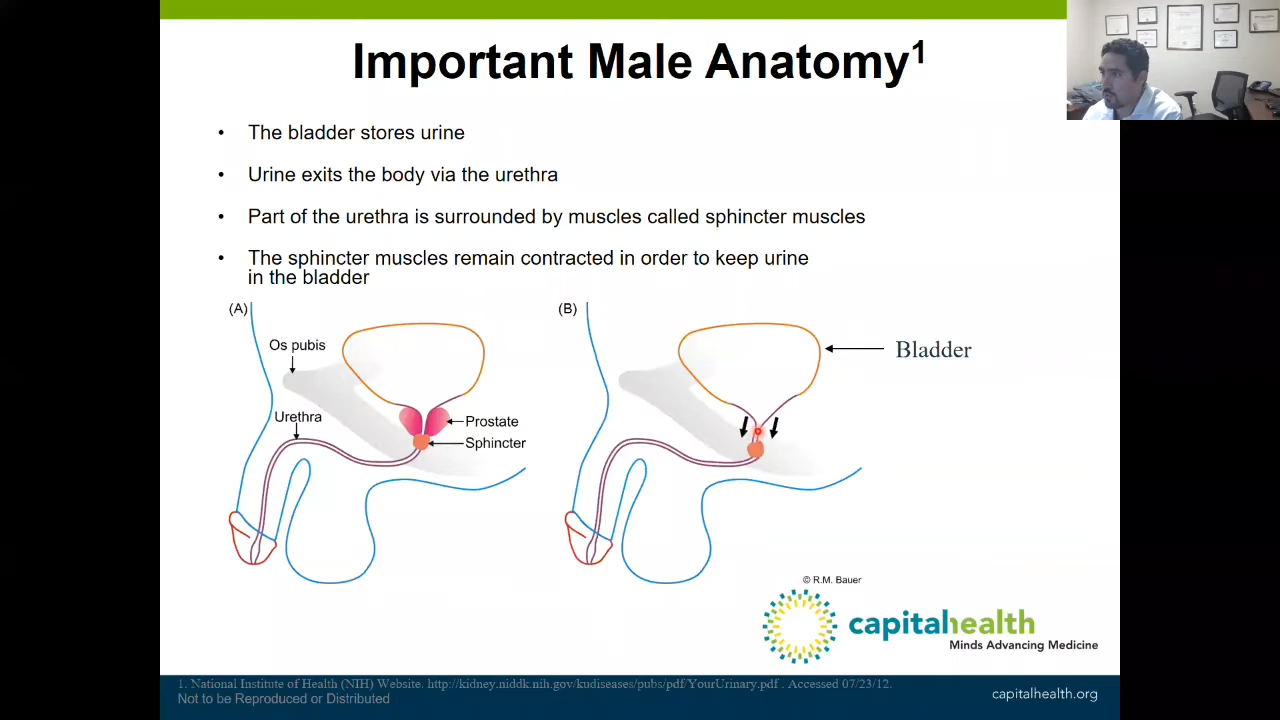 Important Male Anatomy1
• The bladder stores urine
• Urine exits the body via the urethra
• Part of the urethra is surrounded by muscles called sphincter muscles
• The sphincter muscles remain contracted in order to keep urine
in the bladder
(A)
Os pubis
Urethra
Prostate
Sphincter
(B)
Bladder
© R.M. Bauer
capitalhealth
Minds Advancing Medicine
1. National Institute of Health (NIH) Website. http://kidney.niddk.nih.gov/kudiseases/pubs/pdf/YourUrinary.pdf . Accessed 07/23/12.
Not to be Reproduced or Distributed
capitalhealth.org